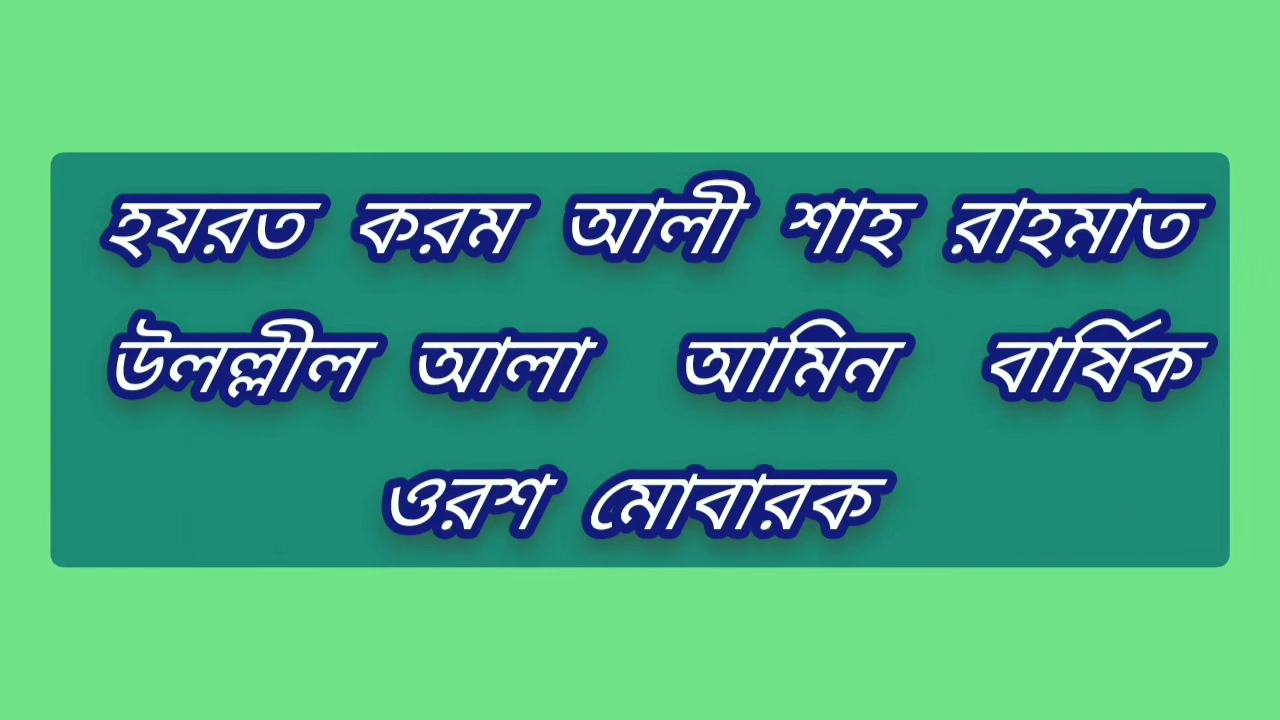 হযরত করম আলী শাহ রাহমাত
উলল্লীল আলা আমিন বার্ষিক
ওরশ মোবারক